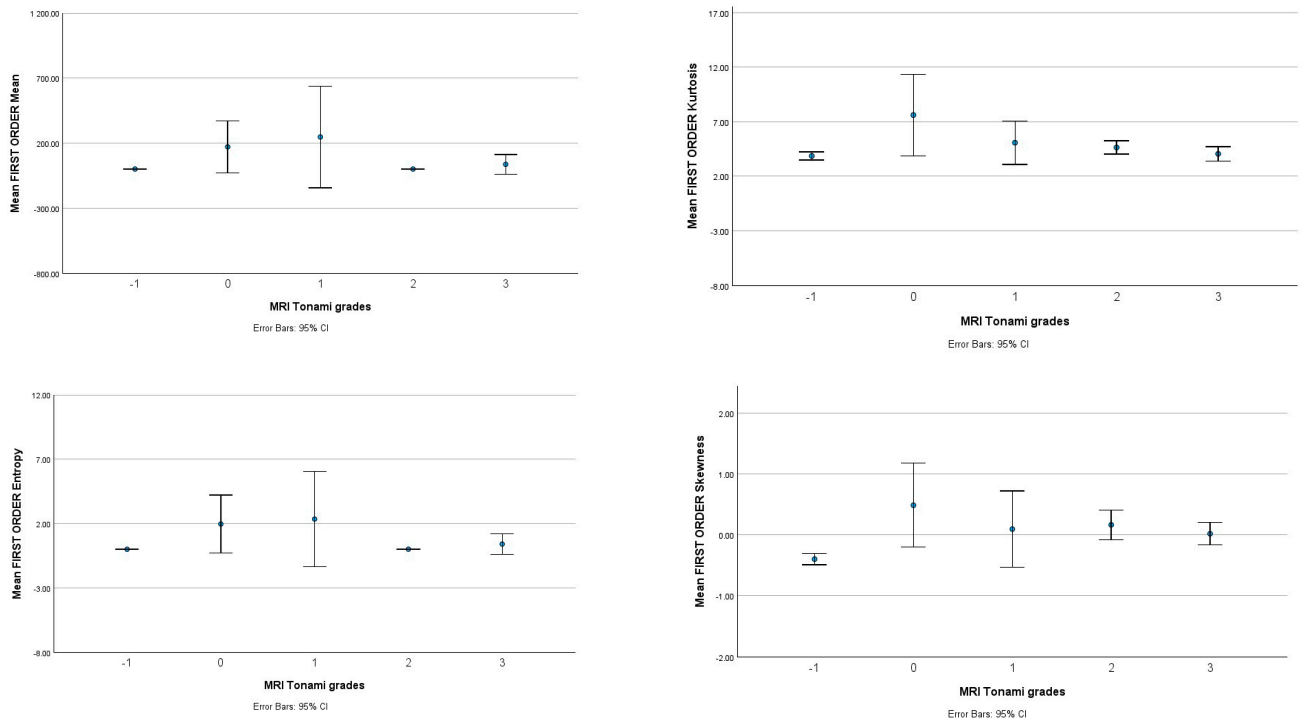 1 200.00
700.00
200.00
-300.00
-800.00
Mean FIRST ORDER Mean
-1 0 1 2 3
MRI Tonami grades
Error Bars: 95% CI
17.00
12.00
7.00
2.00
-3.00
-8.00
Mean FIRST ORDER Kurtosis
-1 0 1 2 3
MRI Tonami grades
Error Bars: 95% CI
12.00
7.00
2.00
-3.00
-8.00
Mean FIRST ORDER Entropy
-1 0 1 2 3
MRI Tonami grades
Error Bars: 95% CI
2.00
1.00
0.00
-1.00
-2.00
Mean FIRST ORDER Skewness
-1 0 1 2 3
MRI Tonami grades
Error Bars: 95% CI